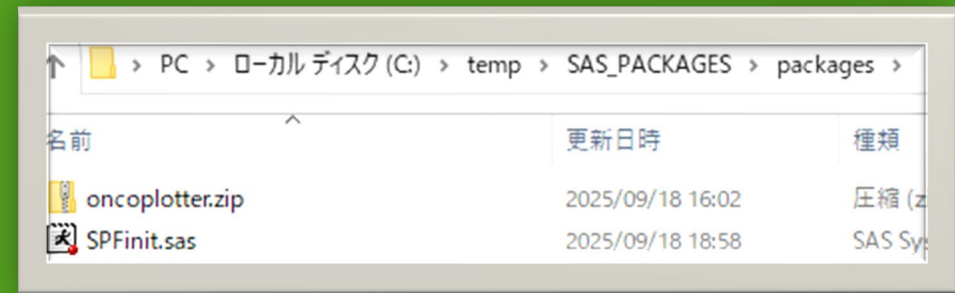 PC > ローカル ディスク (C:) > temp > SAS_PACKAGES > packages >
名前 更新日時 種類
oncoplotter.zip 2025/09/18 16:02 圧縮 (z
SPFinit.sas 2025/09/18 18:58 SAS Sy